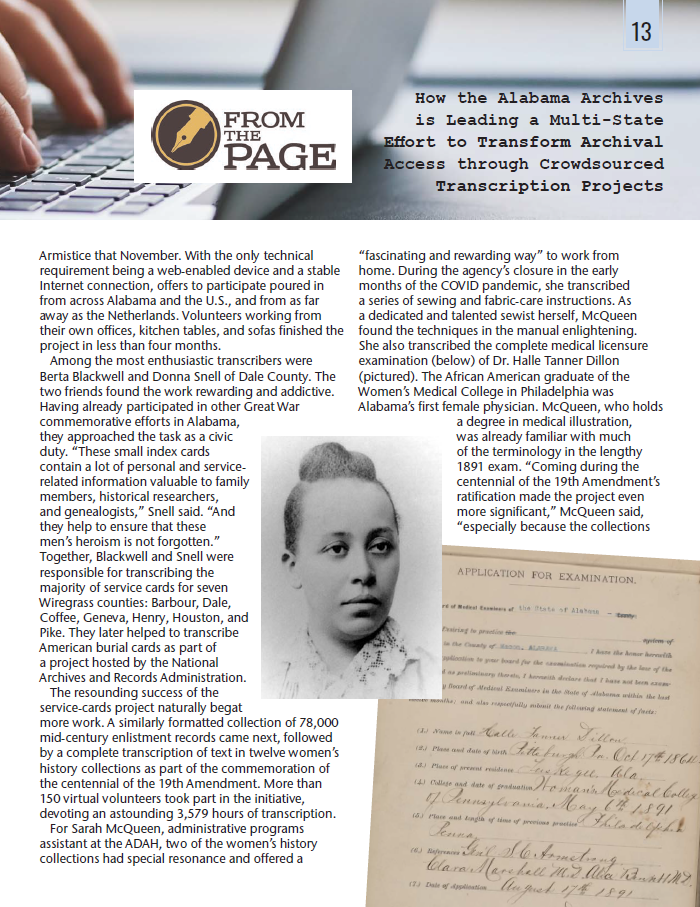 13
FROM
THE
PAGE
How the Alabama Archives
is Leading a Multi-State
Effort to Transform Archival
Access through Crowdsourced
Transcription Projects
Armistice that November. With the only technical
requirement being a web-enabled device and a stable
Internet connection, offers to participate poured in
from across Alabama and the U.S., and from as far
away as the Netherlands. Volunteers working from
their own offices, kitchen tables, and sofas finished the
project in less than four months.
Among the most enthusiastic transcribers were
Berta Blackwell and Donna Snell of Dale County. The
two friends found the work rewarding and addictive.
Having already participated in other Great War
commemorative efforts in Alabama,
they approached the task as a civic
duty. “These small index cards
contain a lot of personal and service-
related information valuable to family
members, historical researchers,
and genealogists,” Snell said. “And
they help to ensure that these
men’s heroism is not forgotten.”
Together, Blackwell and Snell were
responsible for transcribing the
majority of service cards for seven
Wiregrass counties: Barbour, Dale,
Coffee, Geneva, Henry, Houston, and
Pike. They later helped to transcribe
American burial cards as part of
a project hosted by the National
Archives and Records Administration.
The resounding success of the
service-cards project naturally begat
more work. A similarly formatted collection of 78,000
mid-century enlistment records came next, followed
by a complete transcription of text in twelve women’s
history collections as part of the commemoration of
the centennial of the 19th Amendment. More than
150 virtual volunteers took part in the initiative,
devoting an astounding 3,579 hours of transcription.
For Sarah McQueen, administrative programs
assistant at the ADAH, two of the women’s history
collections had special resonance and offered a
“fascinating and rewarding way” to work from
home. During the agency’s closure in the early
months of the COVID pandemic, she transcribed
a series of sewing and fabric-care instructions. As
a dedicated and talented sewist herself, McQueen
found the techniques in the manual enlightening.
She also transcribed the complete medical licensure
examination (below) of Dr. Halle Tanner Dillon
(pictured). The African American graduate of the
Women’s Medical College in Philadelphia was
Alabama’s first female physician. McQueen, who holds
a degree in medical illustration,
was already familiar with much
of the terminology in the lengthy
1891 exam. “Coming during the
centennial of the 19th Amendment’s
ratification made the project even
more significant,” McQueen said,
“especially because the collections
APPLICATION FOR EXAMINATION.
of Medical Examiners of the State of Alabama - County:
Desiring to practice the system of
in the County of Macon, Alabama, I have the honor herewith
application to your board for the examination required by the law of the
as preliminary thereto, I hereby declare that I have not been
Board of Medical Examiners in the State of Alabama within the last
months; and also respectfully submit the following statement of facts:
(1.) Name in full Halle Tanner Dillon
(2.) Place and date of birth Pittsburgh Pa. Oct 17th 1864
(3.) Place of present residence Tuskegee, Ala.
(4.) College and date of graduation Woman's Medical College
of Pennsylvania, May 6th 1891
(5.) Place and length of time of previous practice Philadelphia
Penna
(6.) References Genl. S. C. Armstrong
Clara Marshall M.D.
(7.) Date of Application August 17th 1891